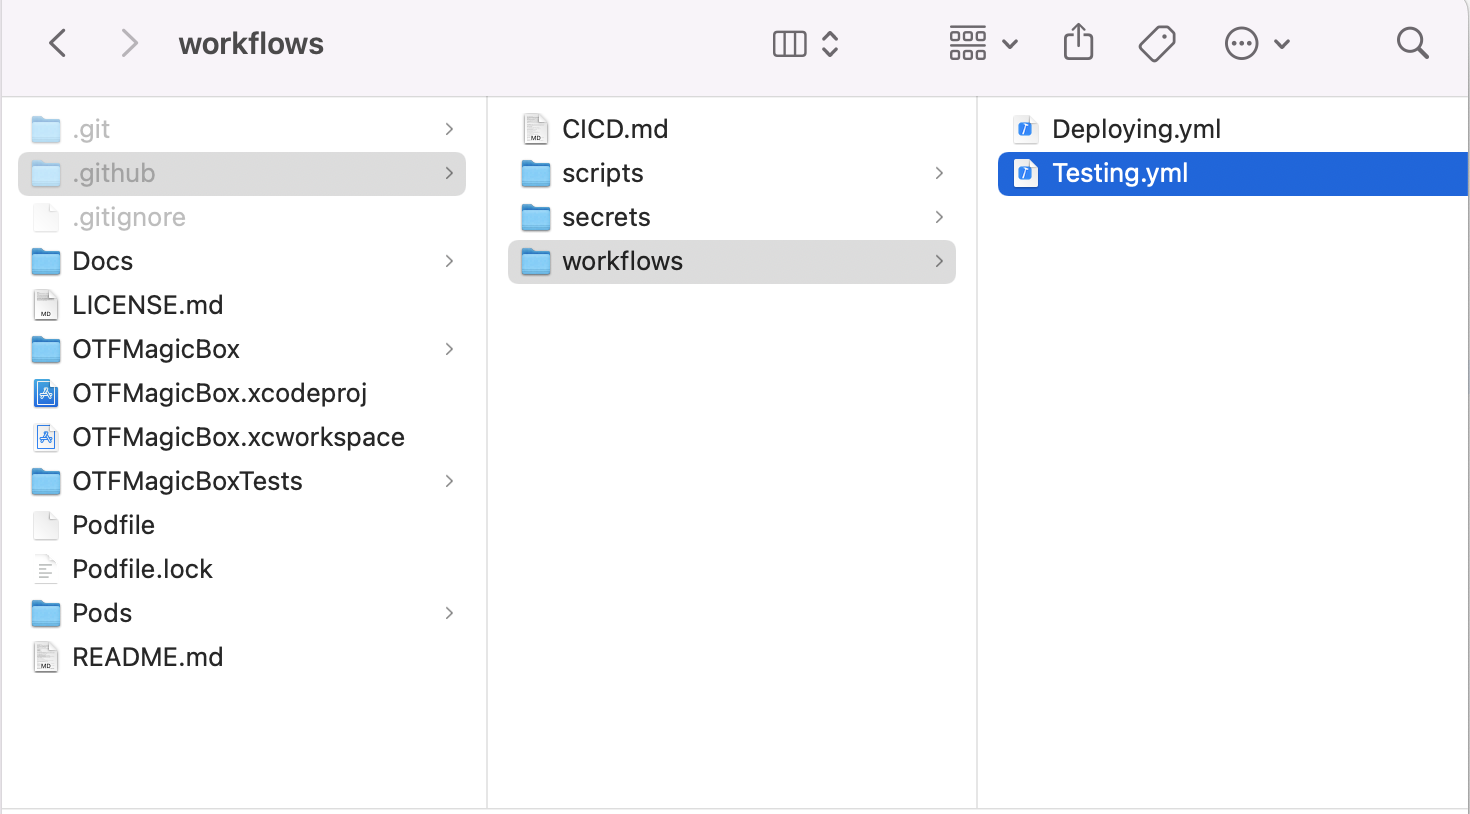 workflows
.git
.github
.gitignore
Docs
LICENSE.md
OTFMagicBox
OTFMagicBox.xcodeproj
OTFMagicBox.xcworkspace
OTFMagicBoxTests
Podfile
Podfile.lock
Pods
README.md
CICD.md
scripts
secrets
workflows
Deploying.yml
Testing.yml